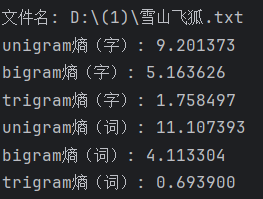 文件名: D:\(1)\雪山飞狐.txt
unigram熵（字）: 9.201373
bigram熵（字）: 5.163626
trigram熵（字）: 1.758497
unigram熵（词）: 11.107393
bigram熵（词）: 4.113304
trigram熵（词）: 0.693900